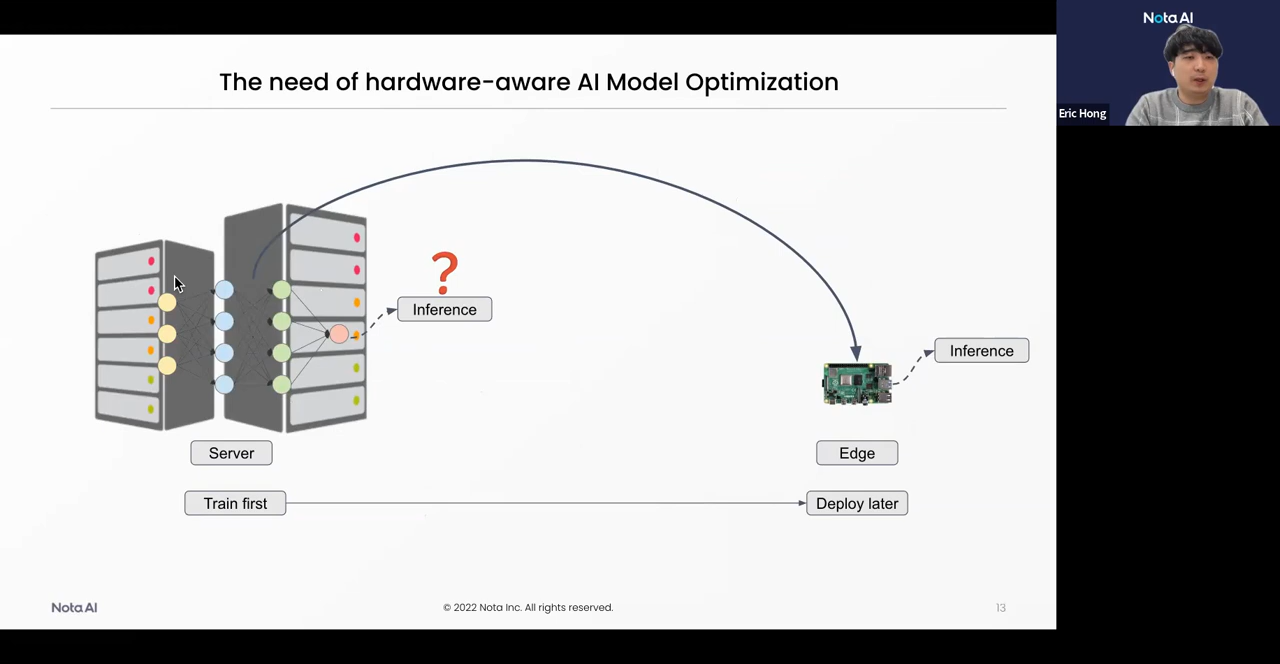 The need of hardware-aware AI Model Optimization
Nota AI
Eric Hong
?
Inference
Inference
Server
Edge
Train first
Deploy later
Nota AI
© 2022 Nota Inc. All rights reserved.
13